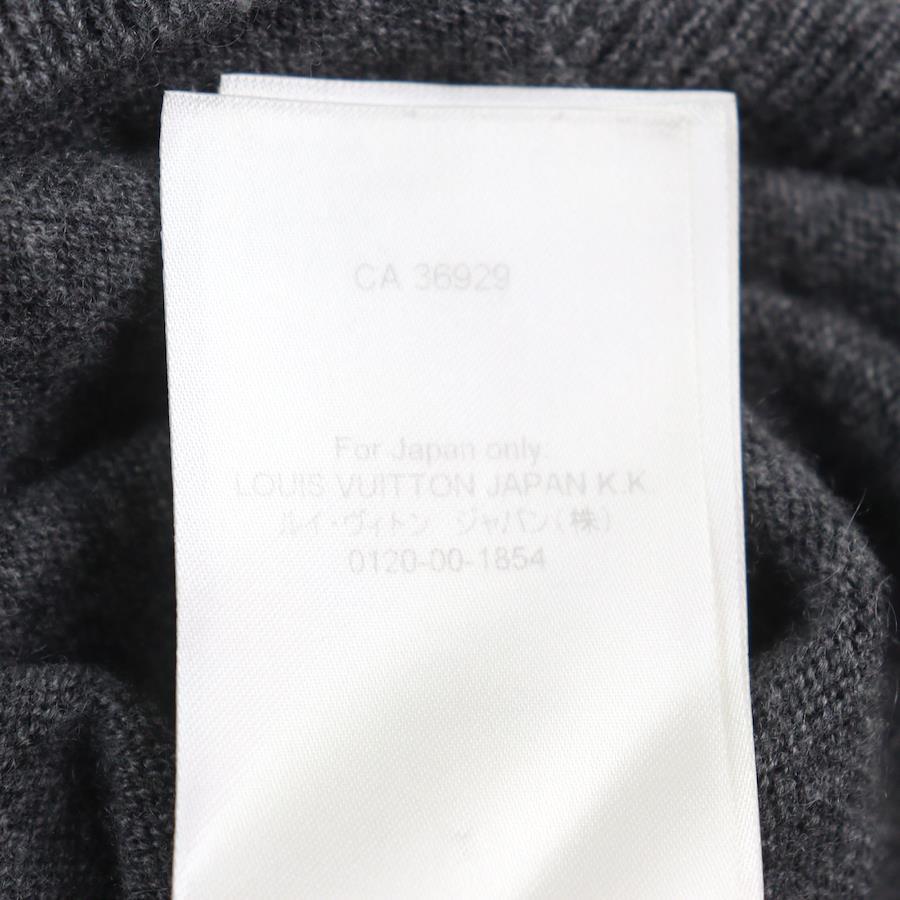 CA 36929
For Japan only:
LOUIS VUITTON JAPAN K.K
ルイ・ヴィトン ジャパン(株)
0120-00-1854